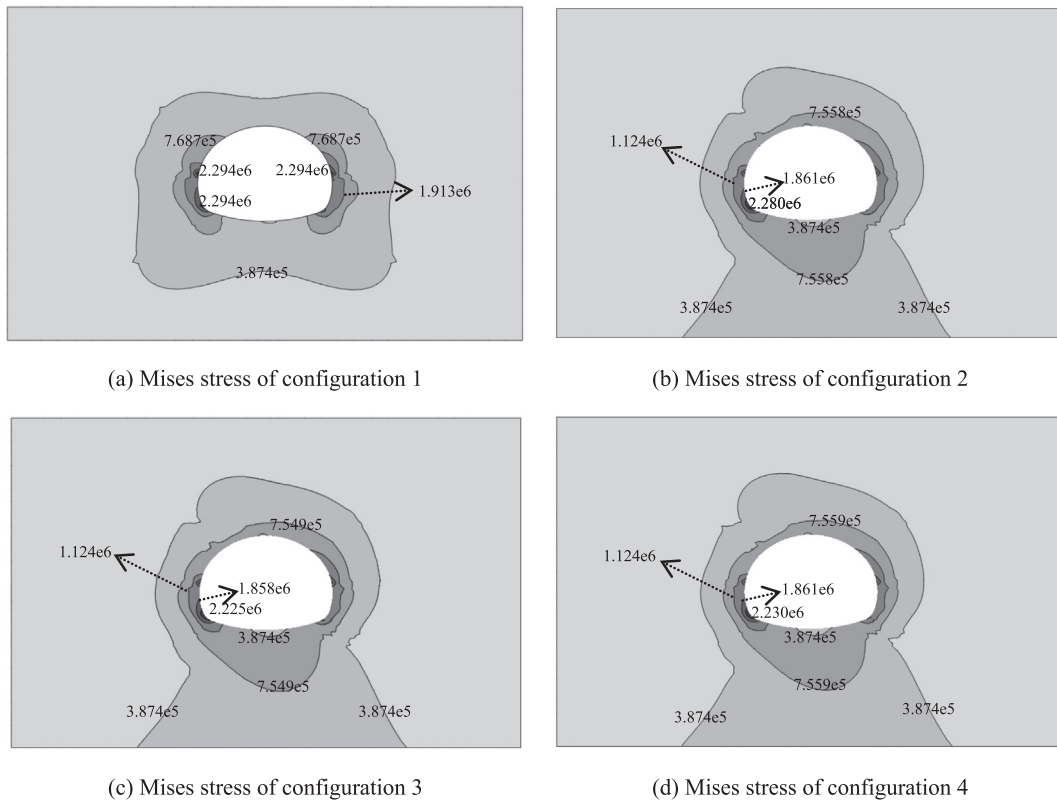 7.687e5 7.687e5
2.294e6 2.294e6
1.913e6
2.294e6
3.874e5
(a) Mises stress of configuration 1
7.558e5
1.124e6
1.861e6
2.280e6
3.874e5
7.558e5
3.874e5 3.874e5
(b) Mises stress of configuration 2
7.549e5
1.124e6
1.858e6
2.225e6
3.874e5
7.549e5
3.874e5 3.874e5
(c) Mises stress of configuration 3
7.559e5
1.124e6
1.861e6
2.230e6
3.874e5
7.559e5
3.874e5 3.874e5
(d) Mises stress of configuration 4